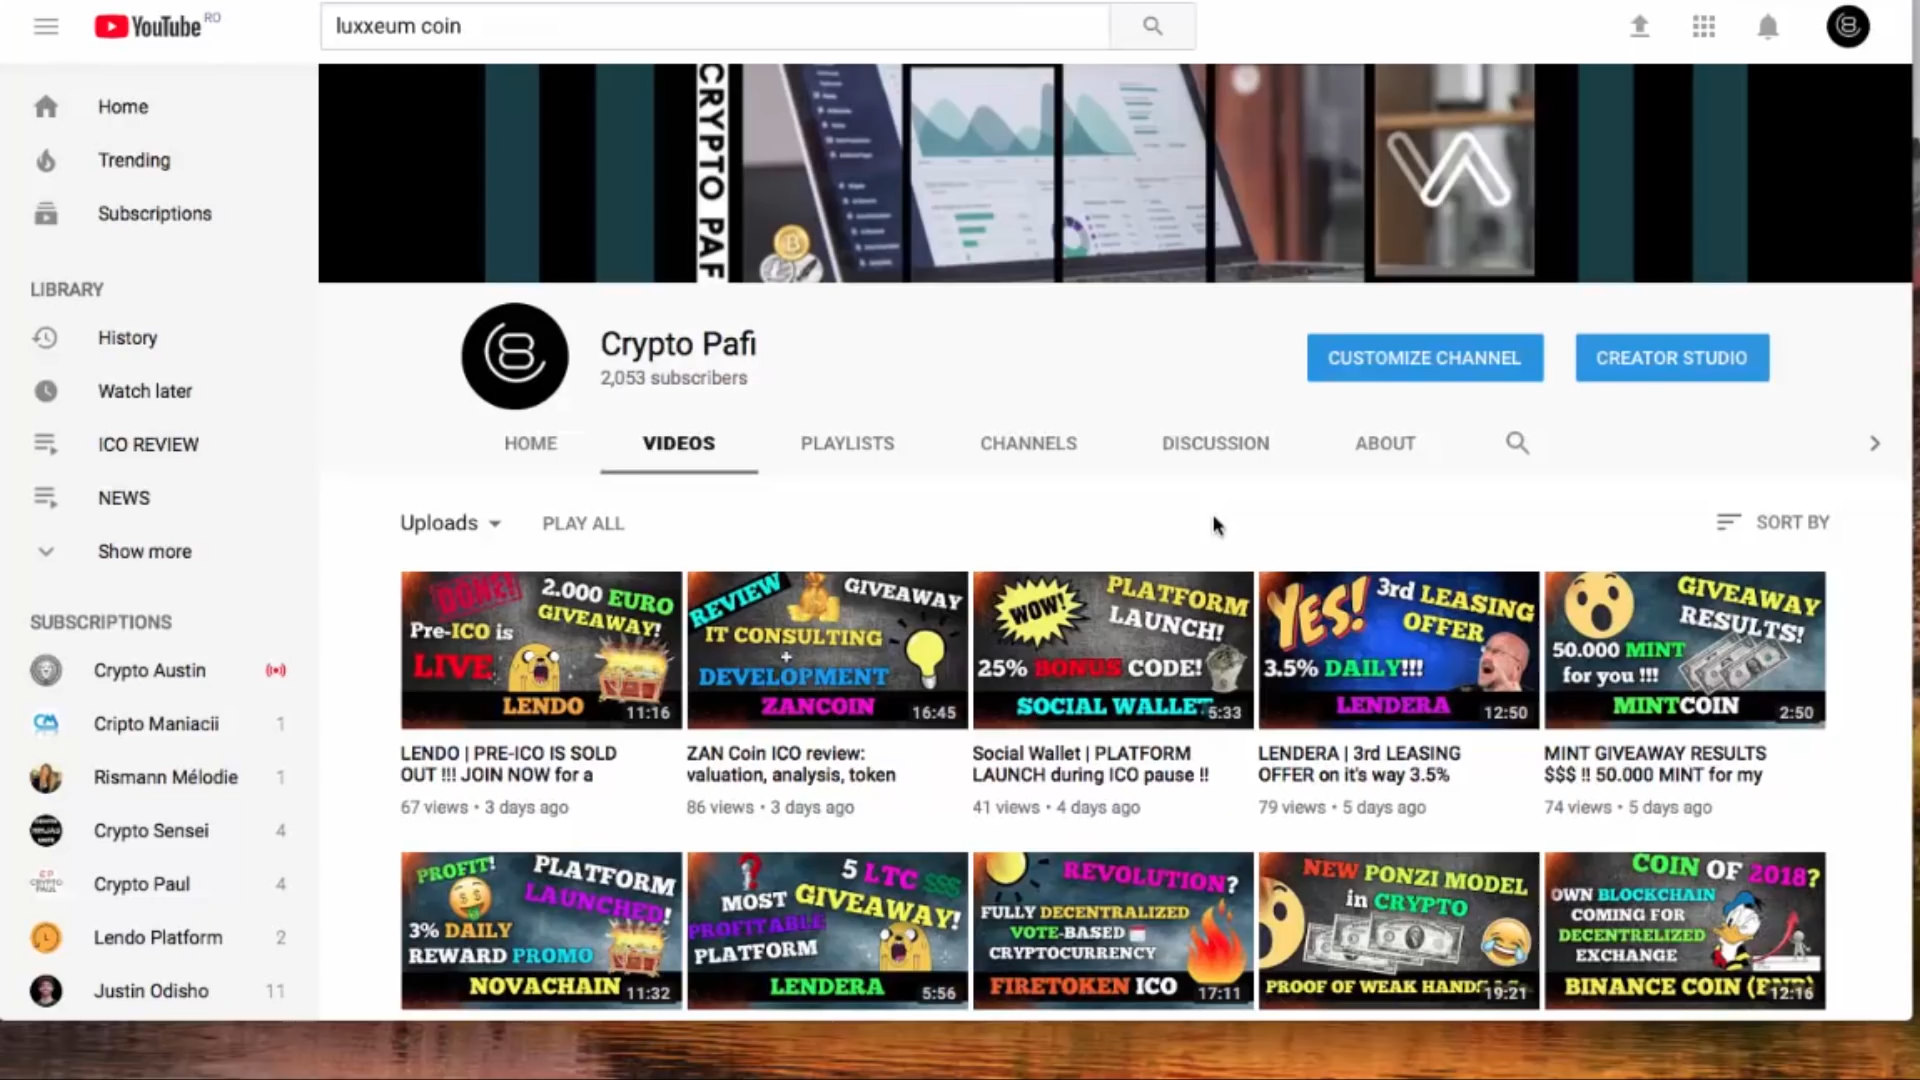 YouTube RO
luxxeum coin
Home
Trending
Subscriptions
LIBRARY
History
Watch later
ICO REVIEW
NEWS
Show more
SUBSCRIPTIONS
Crypto Austin
Cripto Maniacii 1
Rismann Mélodie 1
Crypto Sensei 4
Crypto Paul 4
Lendo Platform 2
Justin Odisho 11
CRYPTO PAF
Crypto Pafi
2,053 subscribers
CUSTOMIZE CHANNEL
CREATOR STUDIO
HOME
VIDEOS
PLAYLISTS
CHANNELS
DISCUSSION
ABOUT
Uploads
PLAY ALL
SORT BY
DONE!
2.000 EURO
GIVEAWAY!
Pre-ICO is
LIVE
LENDO
11:16
LENDO | PRE-ICO IS SOLD
OUT !!! JOIN NOW for a
67 views • 3 days ago
REVIEW
GIVEAWAY
IT CONSULTING
+
DEVELOPMENT
ZANCOIN
16:45
ZAN Coin ICO review:
valuation, analysis, token
86 views • 3 days ago
WOW!
PLATFORM
LAUNCH!
25% BONUS CODE!
SOCIAL WALLET
5:33
Social Wallet | PLATFORM
LAUNCH during ICO pause !!
41 views • 4 days ago
YES!
3rd LEASING
OFFER
3.5% DAILY!!!
LENDERA
12:50
LENDERA | 3rd LEASING
OFFER on it's way 3.5%
79 views • 5 days ago
GIVEAWAY
RESULTS!
50.000 MINT
for you !!!
MINTCOIN
2:50
MINT GIVEAWAY RESULTS
$$$ !! 50.000 MINT for my
74 views • 5 days ago
PROFIT!
PLATFORM
LAUNCHED!
3% DAILY
REWARD PROMO
NOVACHAIN
11:32
5 LTC $$$
MOST GIVEAWAY!
PROFITABLE
PLATFORM
LENDERA
5:56
REVOLUTION?
FULLY DECENTRALIZED
VOTE-BASED
CRYPTOCURRENCY
FIRETOKEN ICO
17:11
NEW PONZI MODEL
in CRYPTO
PROOF OF WEAK HANDS
19:21
COIN OF 2018?
OWN BLOCKCHAIN
COMING FOR
DECENTRELIZED
EXCHANGE
BINANCE COIN (BNB)
12:16